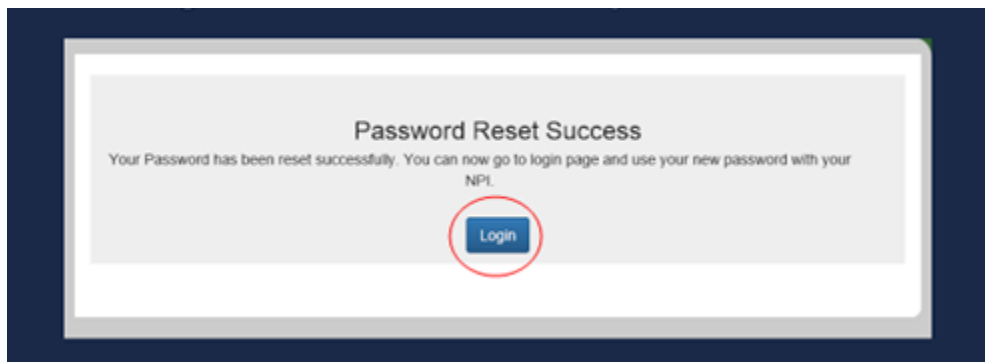 Password Reset Success
Your Password has been reset successfully. You can now go to login page and use your new password with your
NPI.
Login